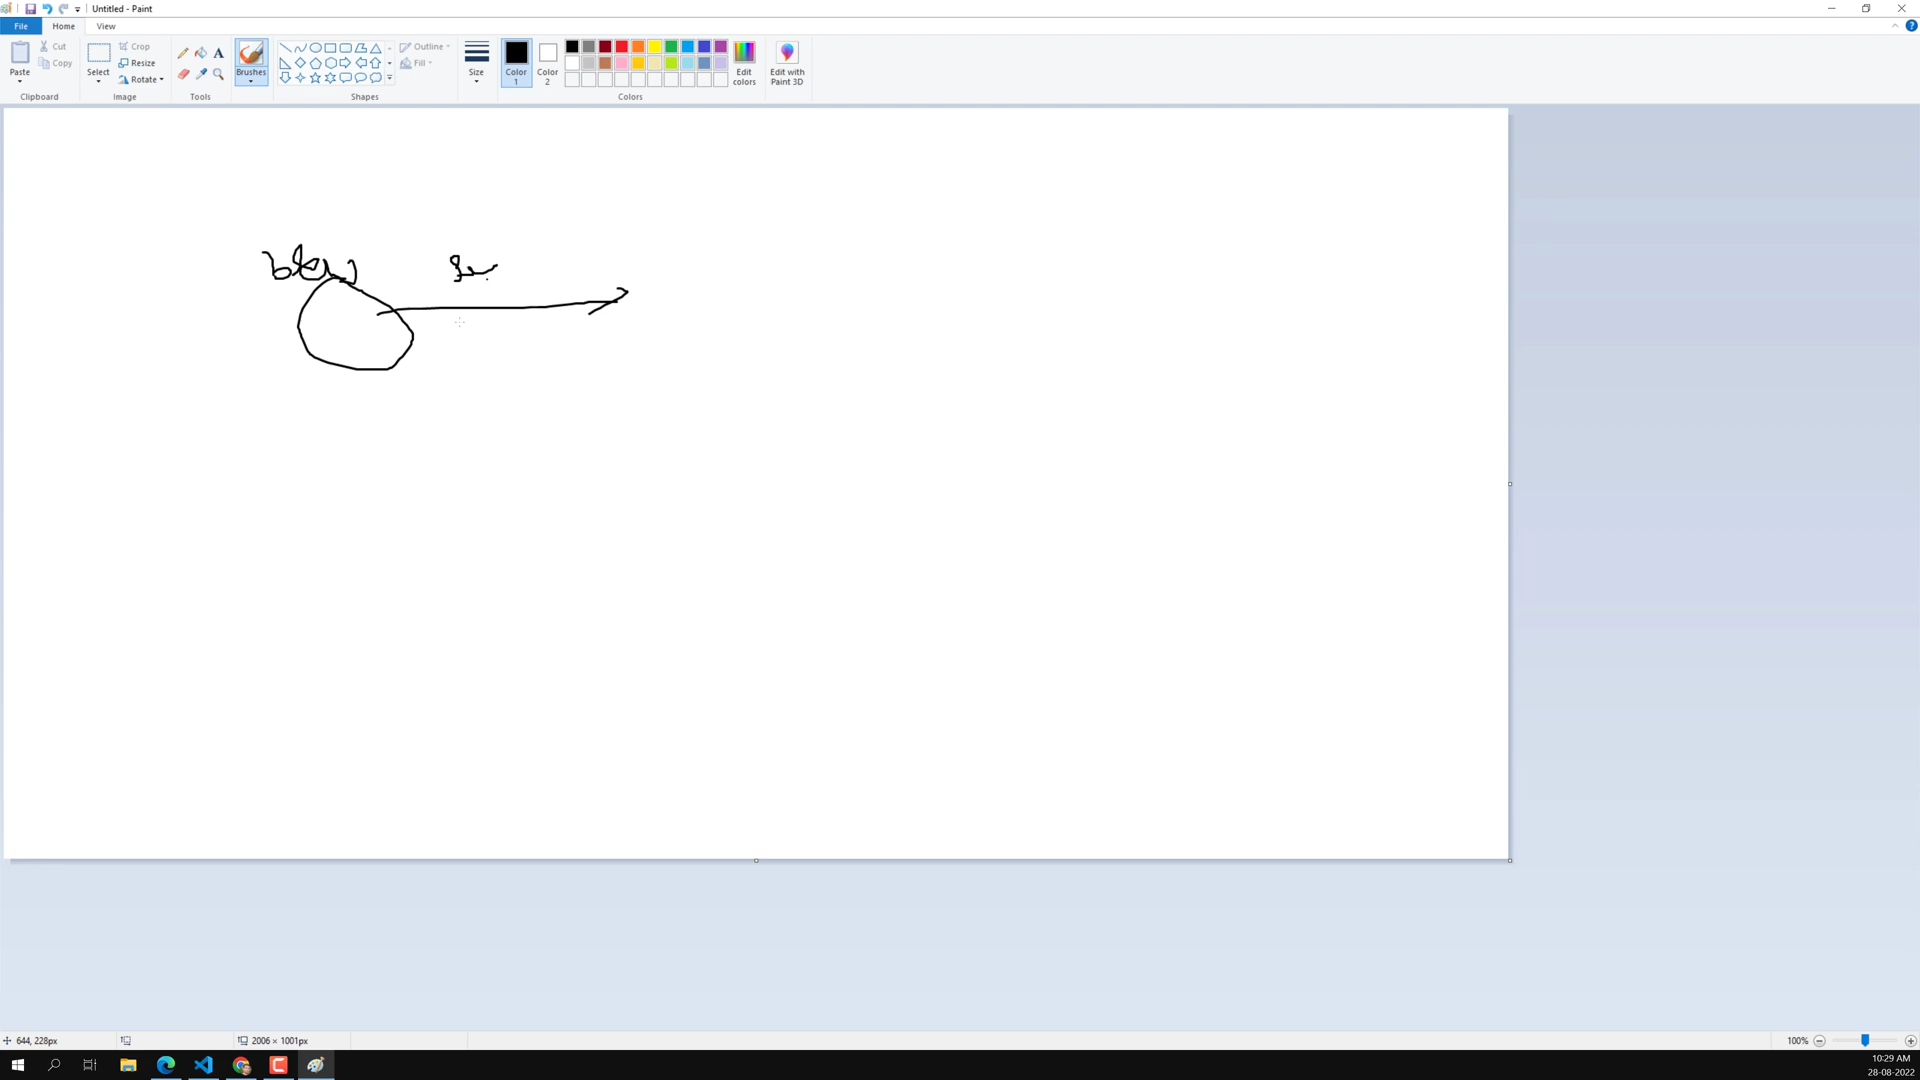 Untitled - Paint
File
Home
View
Paste
Cut
Copy
Clipboard
Select
Crop
Resize
Rotate
Image
A
Tools
Brushes
Shapes
Outline
Fill
Size
Color 1
Color 2
Colors
Edit colors
Edit with Paint 3D
644, 228px
2006 × 1001px
100%
10:29 AM
28-08-2022